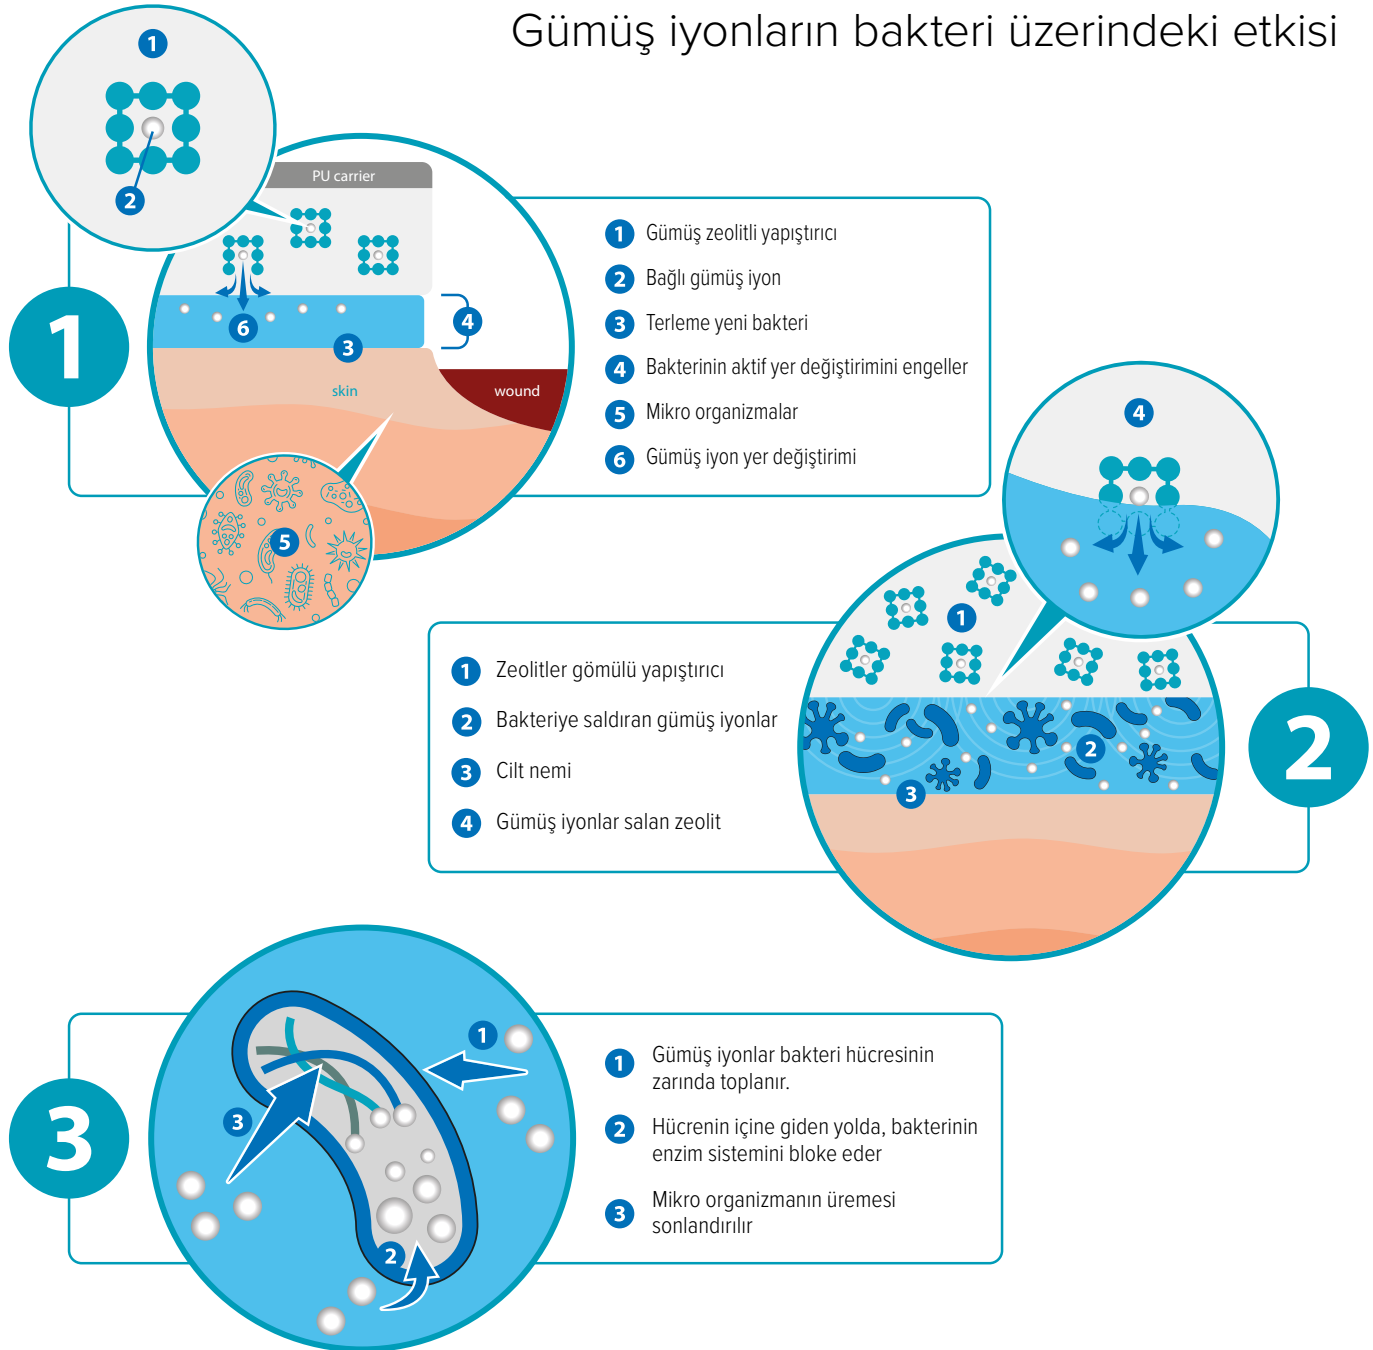 Gümüş iyonların bakteri üzerindeki etkisi
1
2
PU carrier
6
3
4
skin
wound
5
1
1 Gümüş zeolitli yapıştırıcı
2 Bağlı gümüş iyon
3 Terleme yeni bakteri
4 Bakterinin aktif yer değiştirimini engeller
5 Mikro organizmalar
6 Gümüş iyon yer değiştirimi
4
1
2
3
2
1 Zeolitler gömülü yapıştırıcı
2 Bakteriye saldıran gümüş iyonlar
3 Cilt nemi
4 Gümüş iyonlar salan zeolit
3
1
3
2
1 Gümüş iyonlar bakteri hücresinin
zarında toplanır.
2 Hücrenin içine giden yolda, bakterinin
enzim sistemini bloke eder
3 Mikro organizmanın üremesi
sonlandırılır